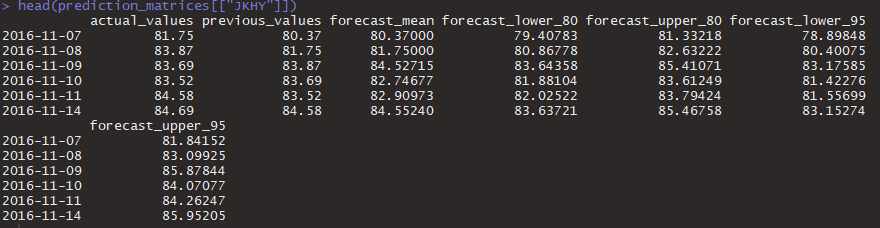 > head(prediction_matrices[["JKHY"]])
actual_values previous_values forecast_mean forecast_lower_80 forecast_upper_80 forecast_lower_95
2016-11-07 81.75 80.37 80.37000 79.40783 81.33218 78.89848
2016-11-08 83.87 81.75 81.75000 80.86778 82.63222 80.40075
2016-11-09 83.69 83.87 84.52715 83.64358 85.41071 83.17585
2016-11-10 83.52 83.69 82.74677 81.88104 83.61249 81.42276
2016-11-11 84.58 83.52 82.90973 82.02522 83.79424 81.55699
2016-11-14 84.69 84.58 84.55240 83.63721 85.46758 83.15274
forecast_upper_95
2016-11-07 81.84152
2016-11-08 83.09925
2016-11-09 85.87844
2016-11-10 84.07077
2016-11-11 84.26247
2016-11-14 85.95205